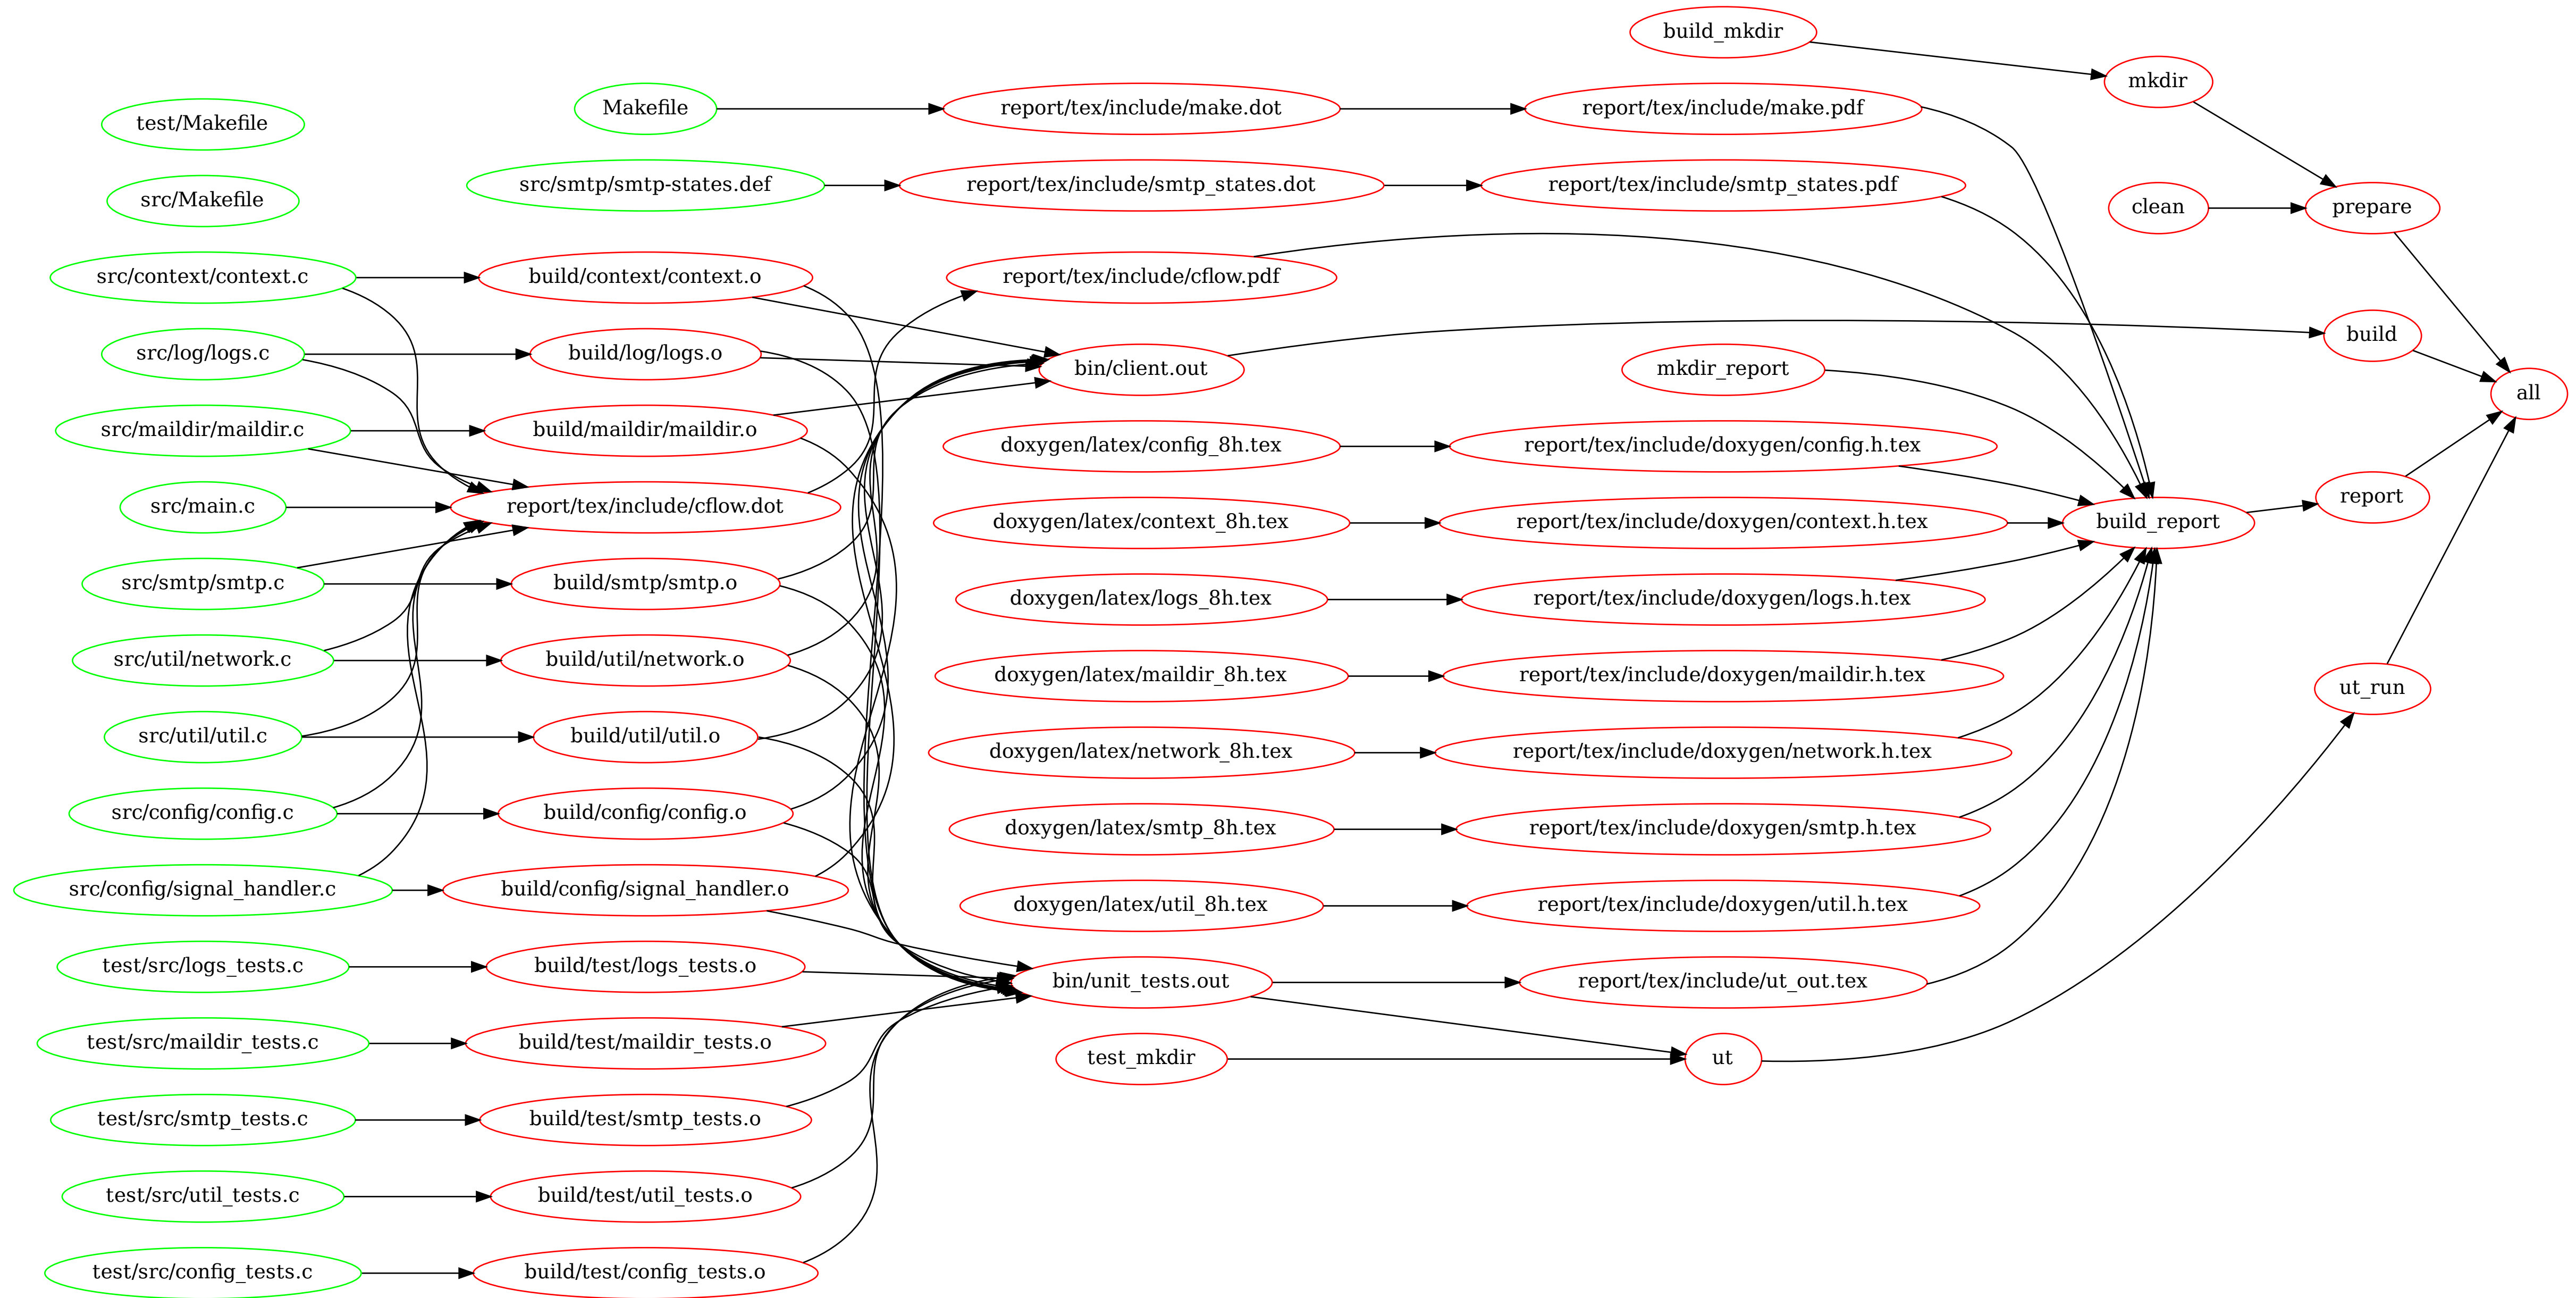 build_mkdir
mkdir
test/Makefile
Makefile
report/tex/include/make.dot
report/tex/include/make.pdf
src/Makefile
src/smtp/smtp-states.def
report/tex/include/smtp_states.dot
report/tex/include/smtp_states.pdf
clean
prepare
src/context/context.c
build/context/context.o
report/tex/include/cflow.pdf
build
src/log/logs.c
build/log/logs.o
bin/client.out
mkdir_report
all
src/maildir/maildir.c
build/maildir/maildir.o
doxygen/latex/config_8h.tex
report/tex/include/doxygen/config.h.tex
src/main.c
report/tex/include/cflow.dot
doxygen/latex/context_8h.tex
report/tex/include/doxygen/context.h.tex
build_report
report
src/smtp/smtp.c
build/smtp/smtp.o
doxygen/latex/logs_8h.tex
report/tex/include/doxygen/logs.h.tex
src/util/network.c
build/util/network.o
doxygen/latex/maildir_8h.tex
report/tex/include/doxygen/maildir.h.tex
ut_run
src/util/util.c
build/util/util.o
doxygen/latex/network_8h.tex
report/tex/include/doxygen/network.h.tex
src/config/config.c
build/config/config.o
doxygen/latex/smtp_8h.tex
report/tex/include/doxygen/smtp.h.tex
src/config/signal_handler.c
build/config/signal_handler.o
doxygen/latex/util_8h.tex
report/tex/include/doxygen/util.h.tex
test/src/logs_tests.c
build/test/logs_tests.o
bin/unit_tests.out
report/tex/include/ut_out.tex
test/src/maildir_tests.c
build/test/maildir_tests.o
test_mkdir
ut
test/src/smtp_tests.c
build/test/smtp_tests.o
test/src/util_tests.c
build/test/util_tests.o
test/src/config_tests.c
build/test/config_tests.o